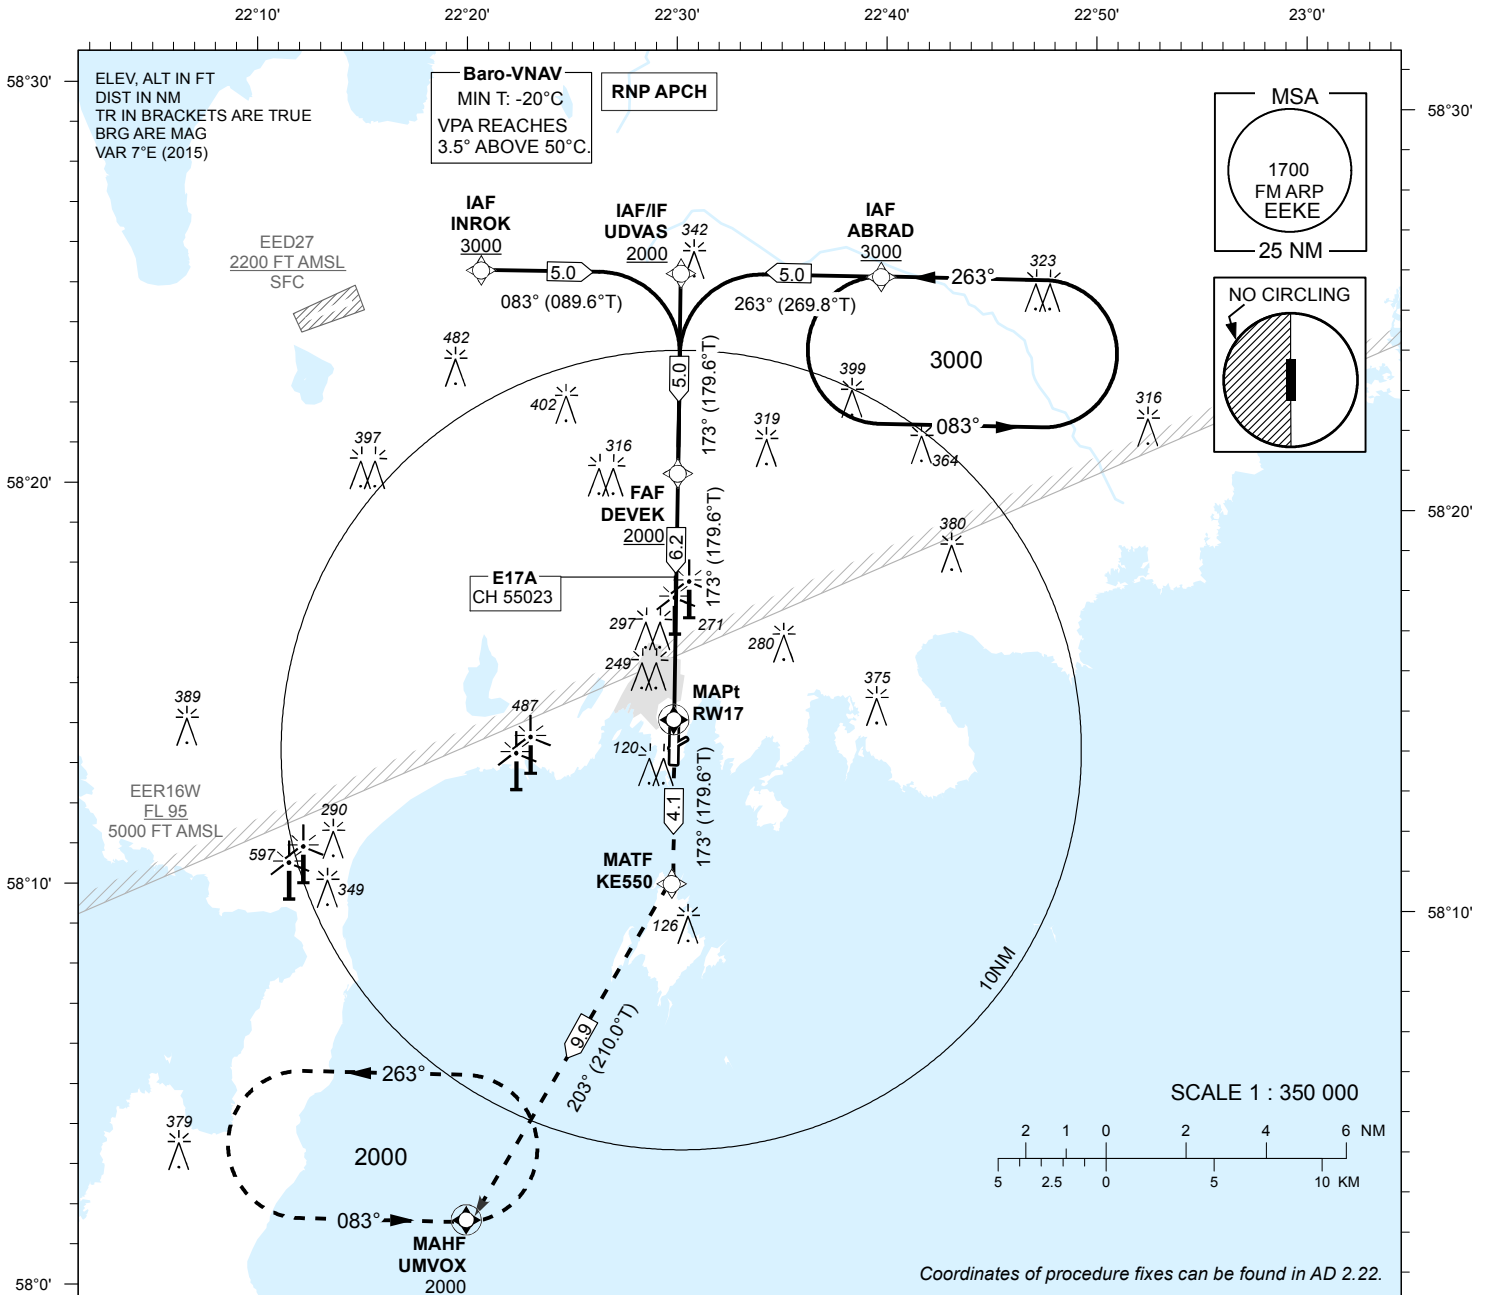 22°10'
22°20'
22°30'
22°40'
22°50'
23°0'
58°30'
58°30'
ELEV, ALT IN FT
DIST IN NM
TR IN BRACKETS ARE TRUE
BRG ARE MAG
VAR 7°E (2015)
Baro-VNAV
MIN T: -20°C
VPA REACHES
3.5° ABOVE 50°C.
RNP APCH
MSA
1700
FM ARP
EEKE
25 NM
IAF
INROK
3000
IAF/IF
UDVAS
2000
342
IAF
ABRAD
3000
323
EED27
2200 FT AMSL
SFC
5.0
083° (089.6°T)
5.0
263° (269.8°T)
263°
NO CIRCLING
482
402
5.0
173° (179.6°T)
399
3000
319
083°
364
316
397
316
58°20'
58°20'
FAF
DEVEK
2000
6.2
173° (179.6°T)
380
E17A
CH 55023
297
271
280
249
375
389
487
MAPt
RW17
120
EER16W
FL 95
5000 FT AMSL
290
597
349
4.1
173° (179.6°T)
MATF
KE550
58°10'
58°10'
126
10NM
9.9
203° (210.0°T)
263°
379
2000
083°
MAHF
UMVOX
2000
SCALE 1 : 350 000
2 1 0 2 4 6 NM
5 2.5 0 5 10 KM
58°0'
Coordinates of procedure fixes can be found in AD 2.22.